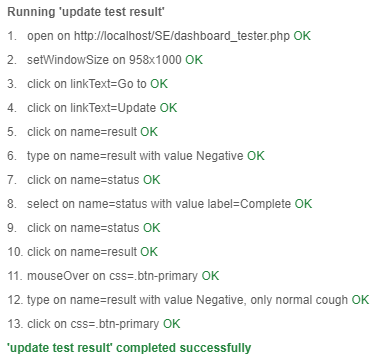 Running 'update test result'
1. open on http://localhost/SE/dashboard_tester.php OK
2. setWindowSize on 958x1000 OK
3. click on linkText=Go to OK
4. click on linkText=Update OK
5. click on name=result OK
6. type on name=result with value Negative OK
7. click on name=status OK
8. select on name=status with value label=Complete OK
9. click on name=status OK
10. click on name=result OK
11. mouseOver on css=.btn-primary OK
12. type on name=result with value Negative, only normal cough OK
13. click on css=.btn-primary OK
'update test result' completed successfully